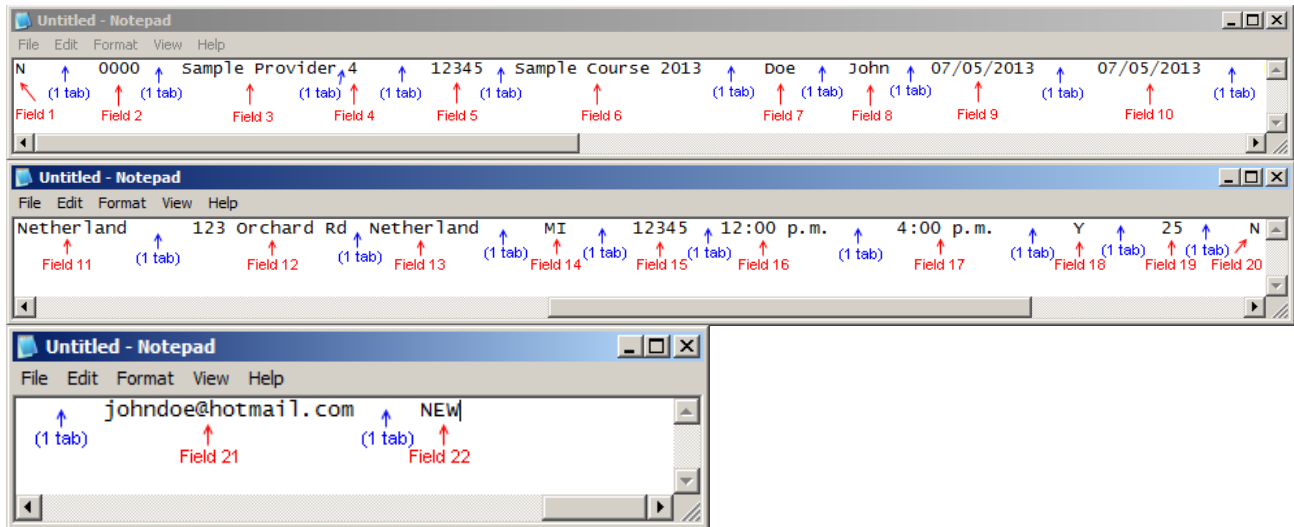 Untitled - Notepad
File Edit Format View Help
N 0000 Sample Provider 4 12345 Sample Course 2013 Doe John 07/05/2013 07/05/2013
(1 tab) (1 tab) (1 tab) (1 tab) (1 tab) (1 tab) (1 tab) (1 tab) (1 tab) (1 tab)
Field 1 Field 2 Field 3 Field 4 Field 5 Field 6 Field 7 Field 8 Field 9 Field 10
Untitled - Notepad
File Edit Format View Help
Netherland 123 Orchard Rd Netherland MI 12345 12:00 p.m. 4:00 p.m. Y 25 N
(1 tab) (1 tab) (1 tab) (1 tab) (1 tab) (1 tab) (1 tab) (1 tab) (1 tab)
Field 11 Field 12 Field 13 Field 14 Field 15 Field 16 Field 17 Field 18 Field 19 Field 20
Untitled - Notepad
File Edit Format View Help
johndoe@hotmail.com NEW
(1 tab) (1 tab)
Field 21 Field 22